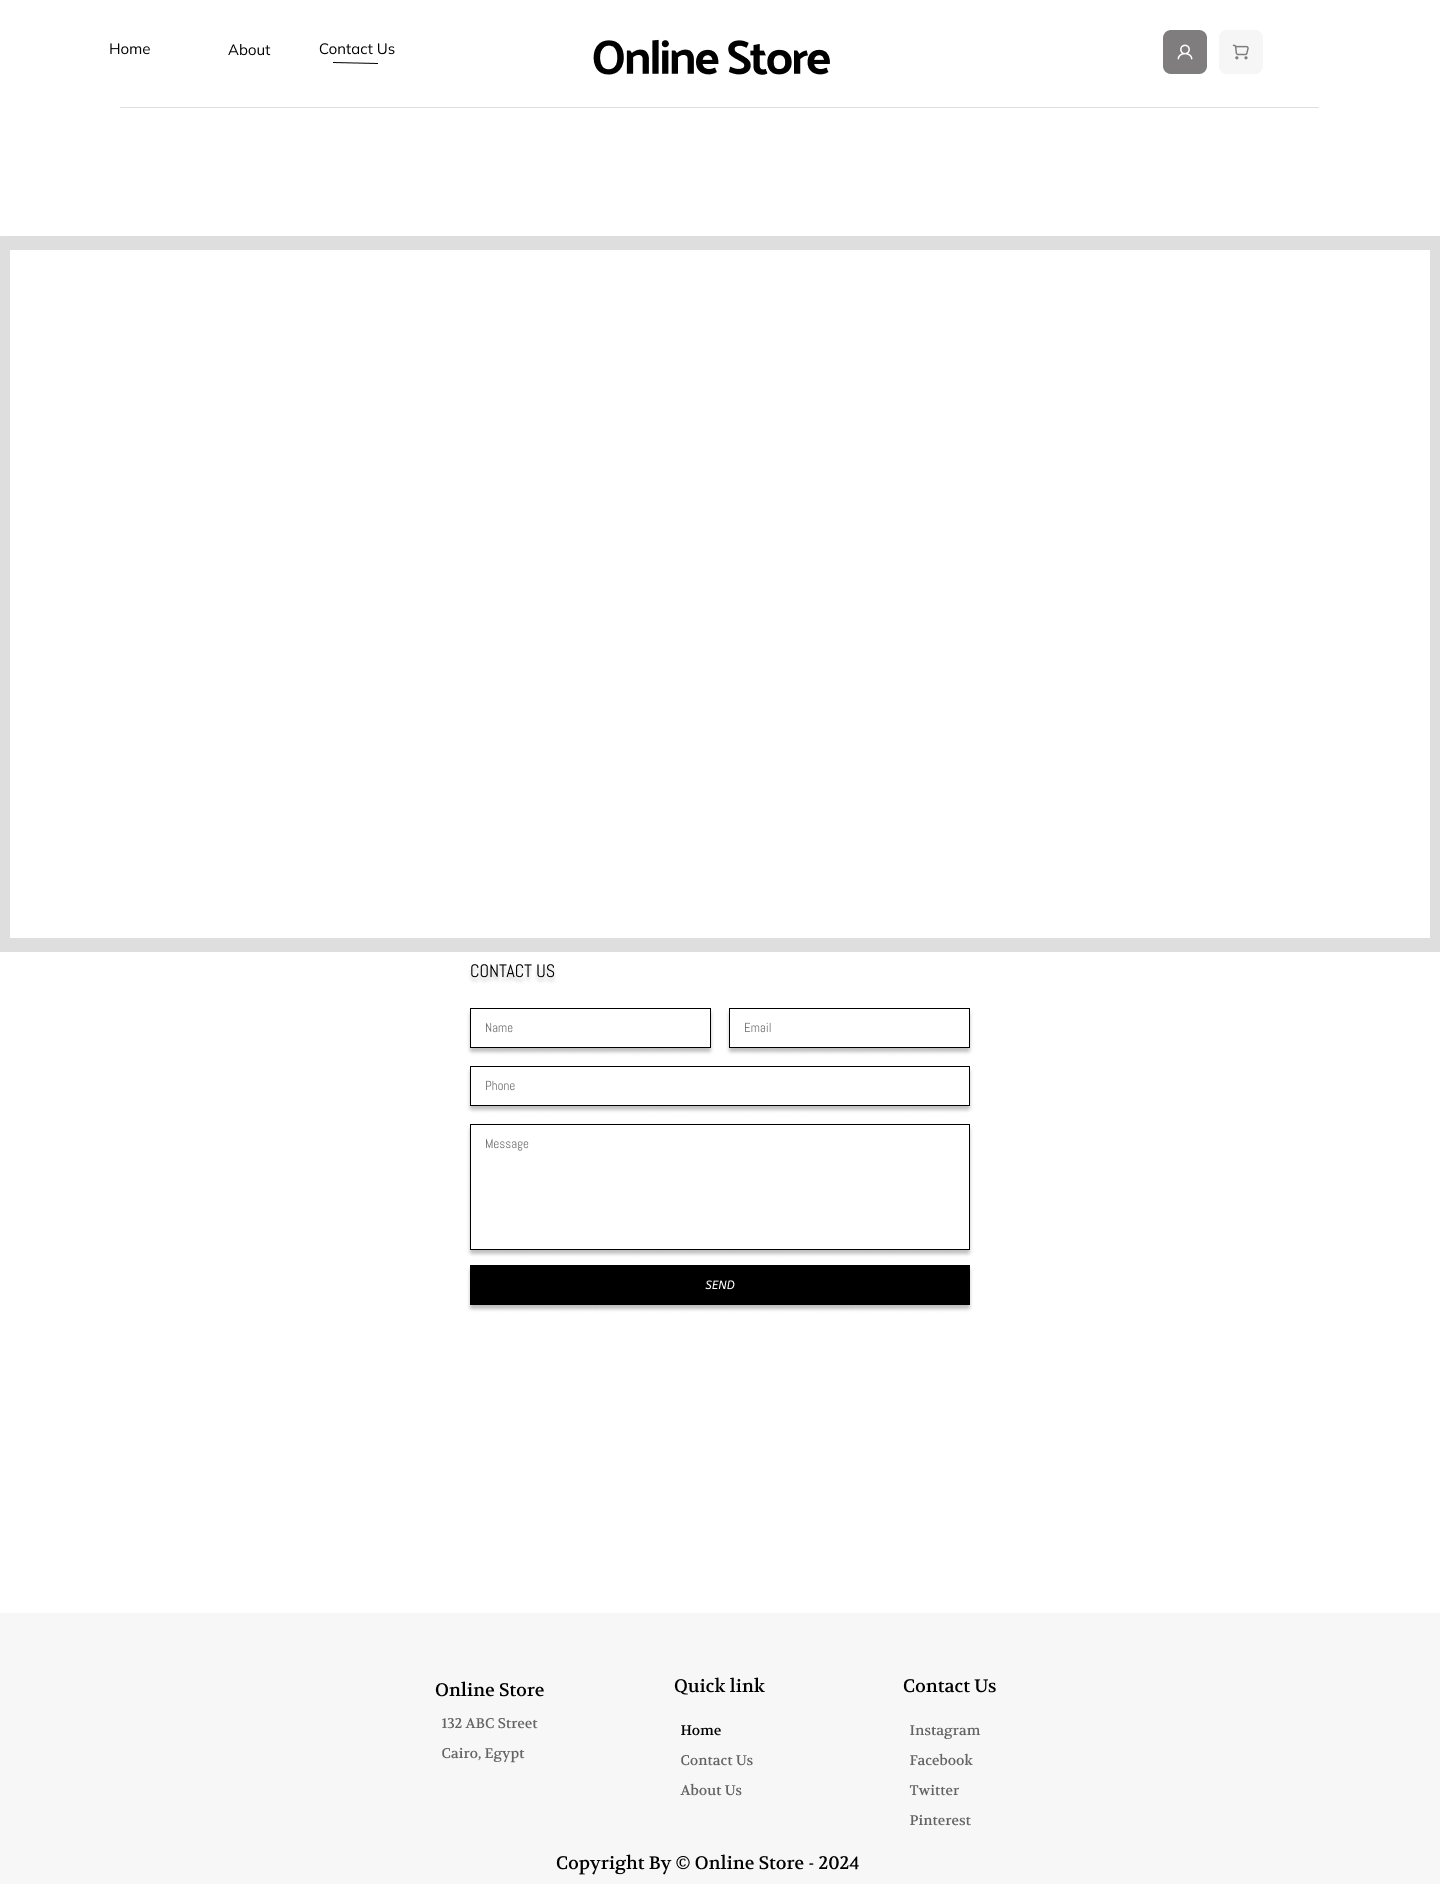 Home
About
Contact Us
Online Store
CONTACT US
Name
Email
Phone
Message
SEND
Online Store
132 ABC Street
Cairo, Egypt
Quick link
Home
Contact Us
About Us
Contact Us
Instagram
Facebook
Twitter
Pinterest
Copyright By © Online Store - 2024